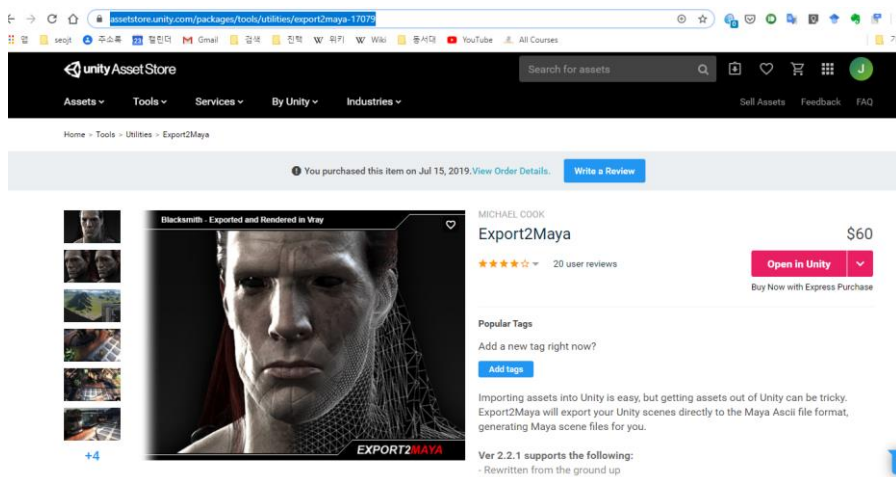 assetstore.unity.com/packages/tools/utilities/export2maya-17079
앱 seojt 주소록 23 캘린더 M Gmail 검색 진학 W 위키 W Wiki 동서대 YouTube All Courses
unity Asset Store
Search for assets
J
Assets Tools Services By Unity Industries
Sell Assets Feedback FAQ
Home > Tools > Utilities > Export2Maya
You purchased this item on Jul 15, 2019. View Order Details. Write a Review
Blacksmith - Exported and Rendered in Vray
EXPORT2MAYA
+4
MICHAEL COOK
Export2Maya $60
20 user reviews
Open in Unity
Buy Now with Express Purchase
Popular Tags
Add a new tag right now?
Add tags
Importing assets into Unity is easy, but getting assets out of Unity can be tricky.
Export2Maya will export your Unity scenes directly to the Maya Ascii file format,
generating Maya scene files for you.
Ver 2.2.1 supports the following:
- Rewritten from the ground up